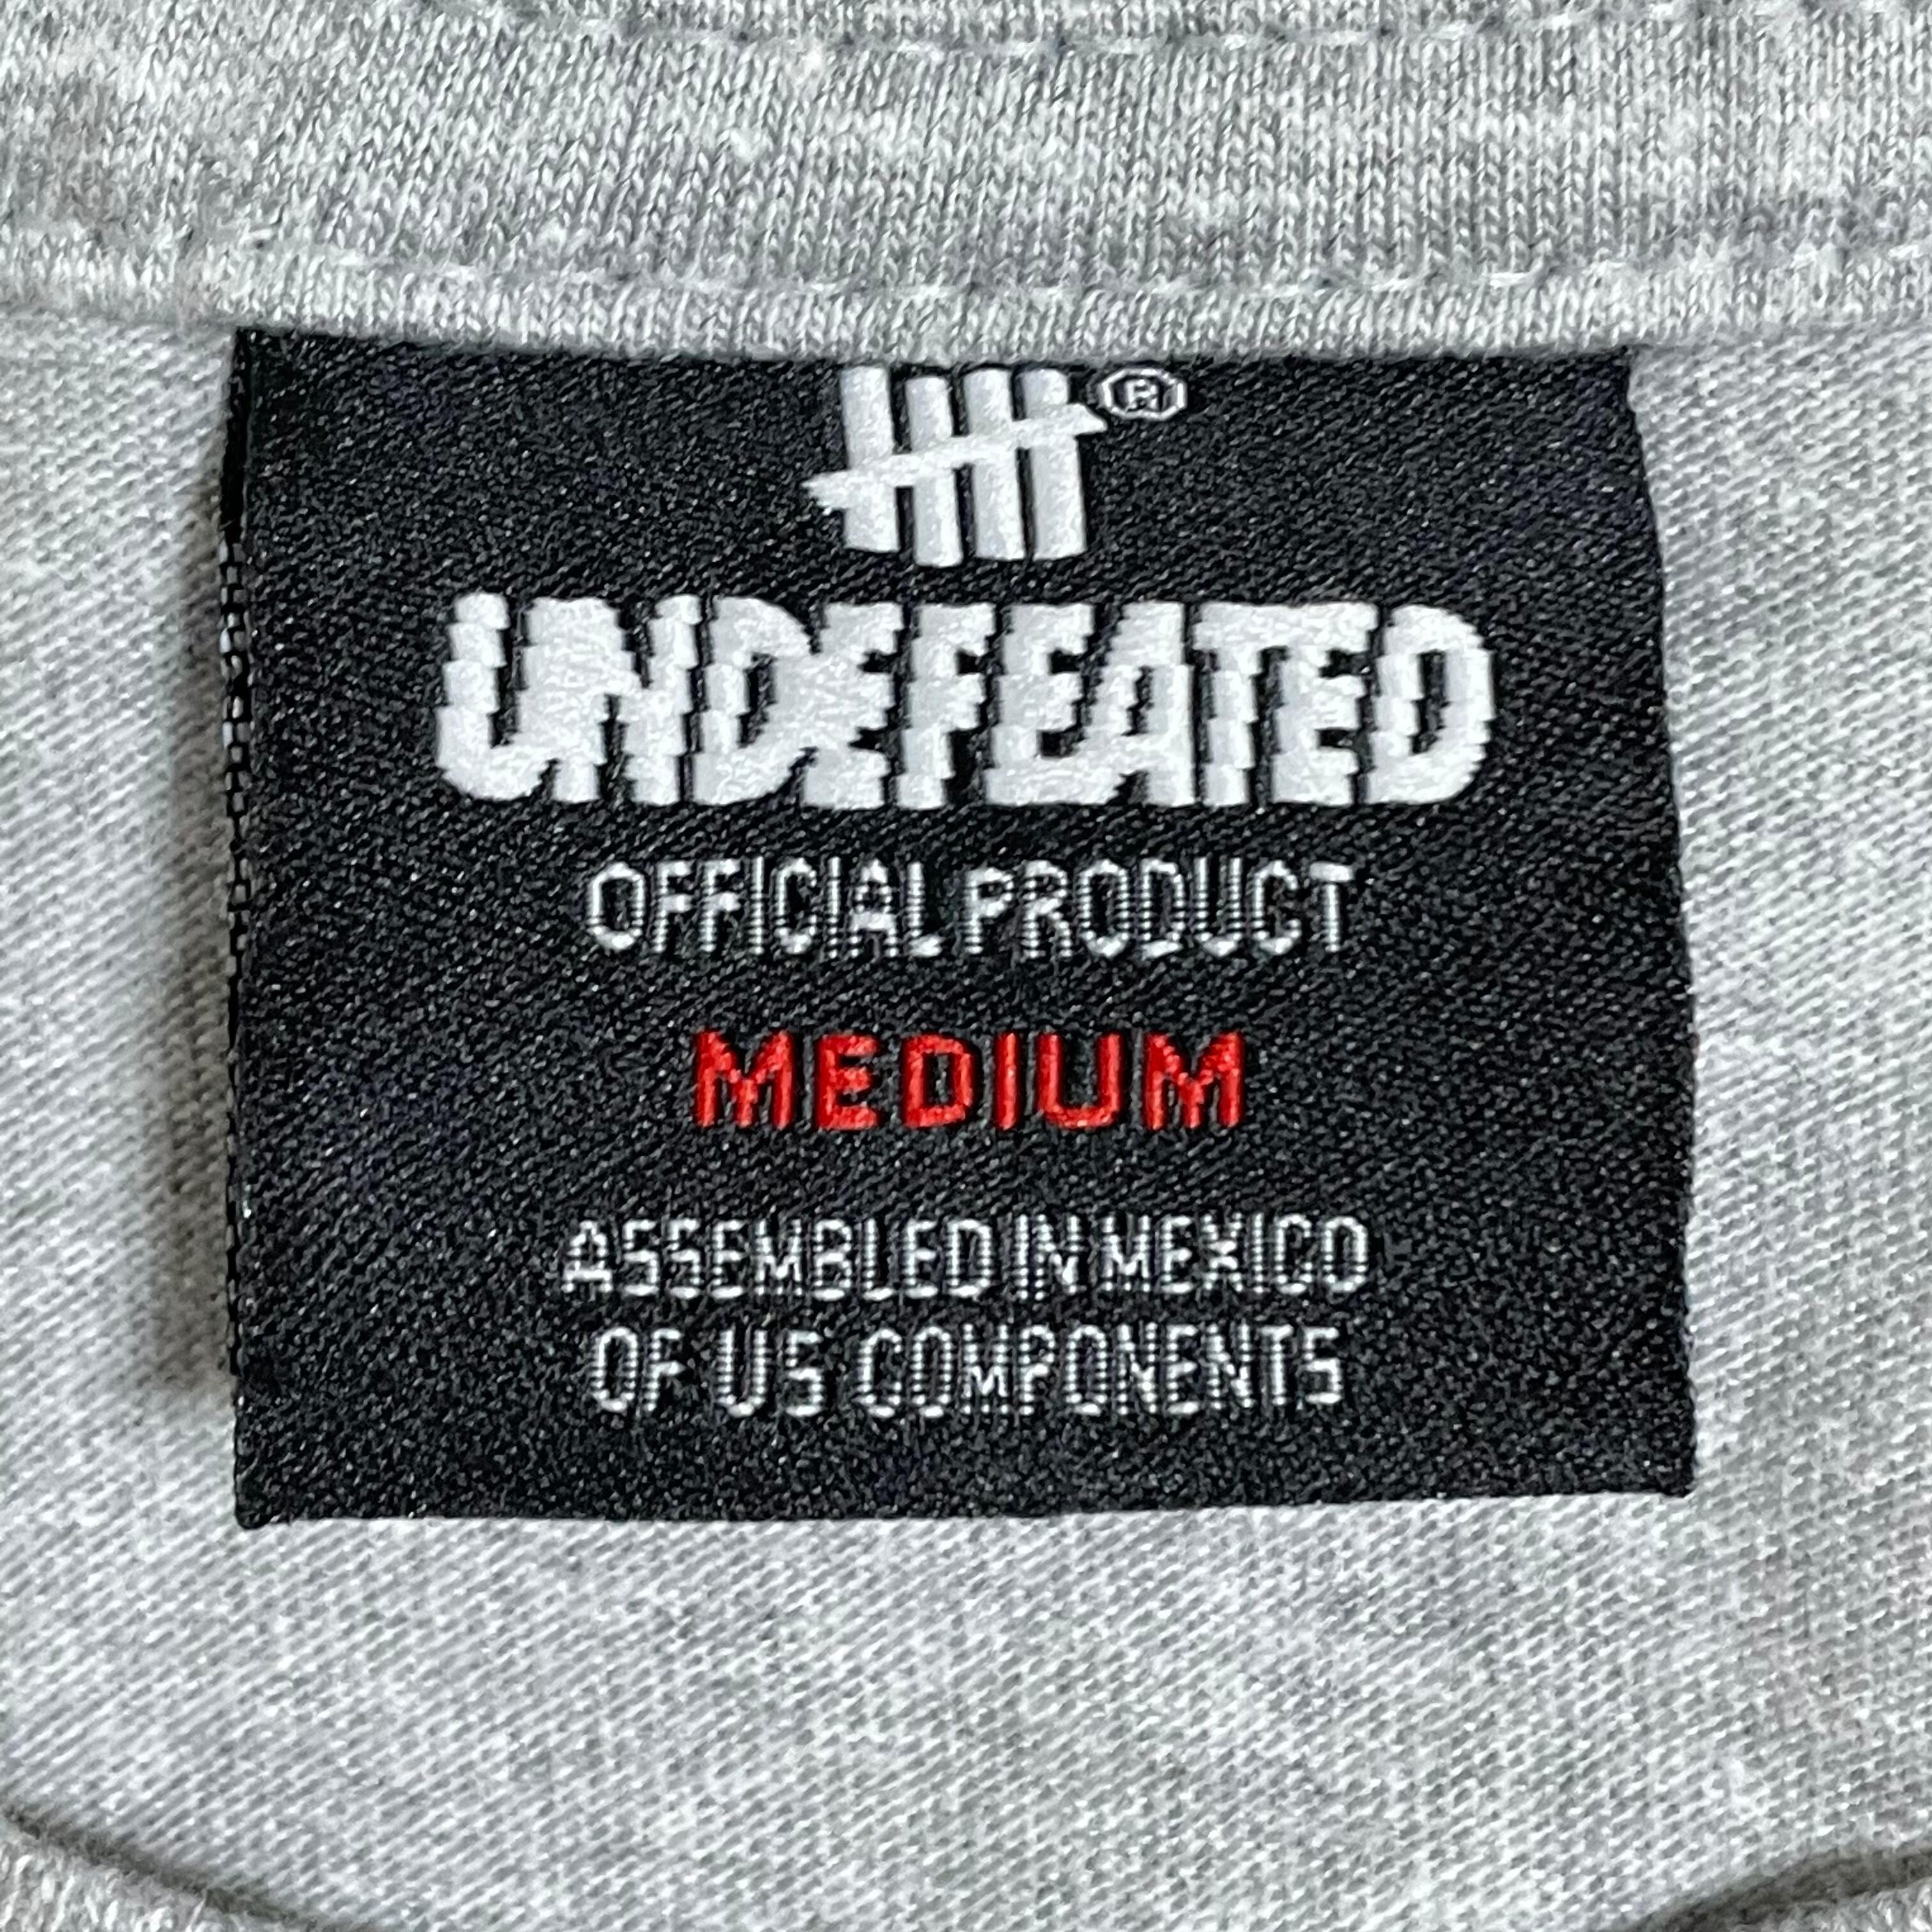 ®
UNDEFEATED
OFFICIAL PRODUCT
MEDIUM
ASSEMBLED IN MEXICO
OF US COMPONENTS